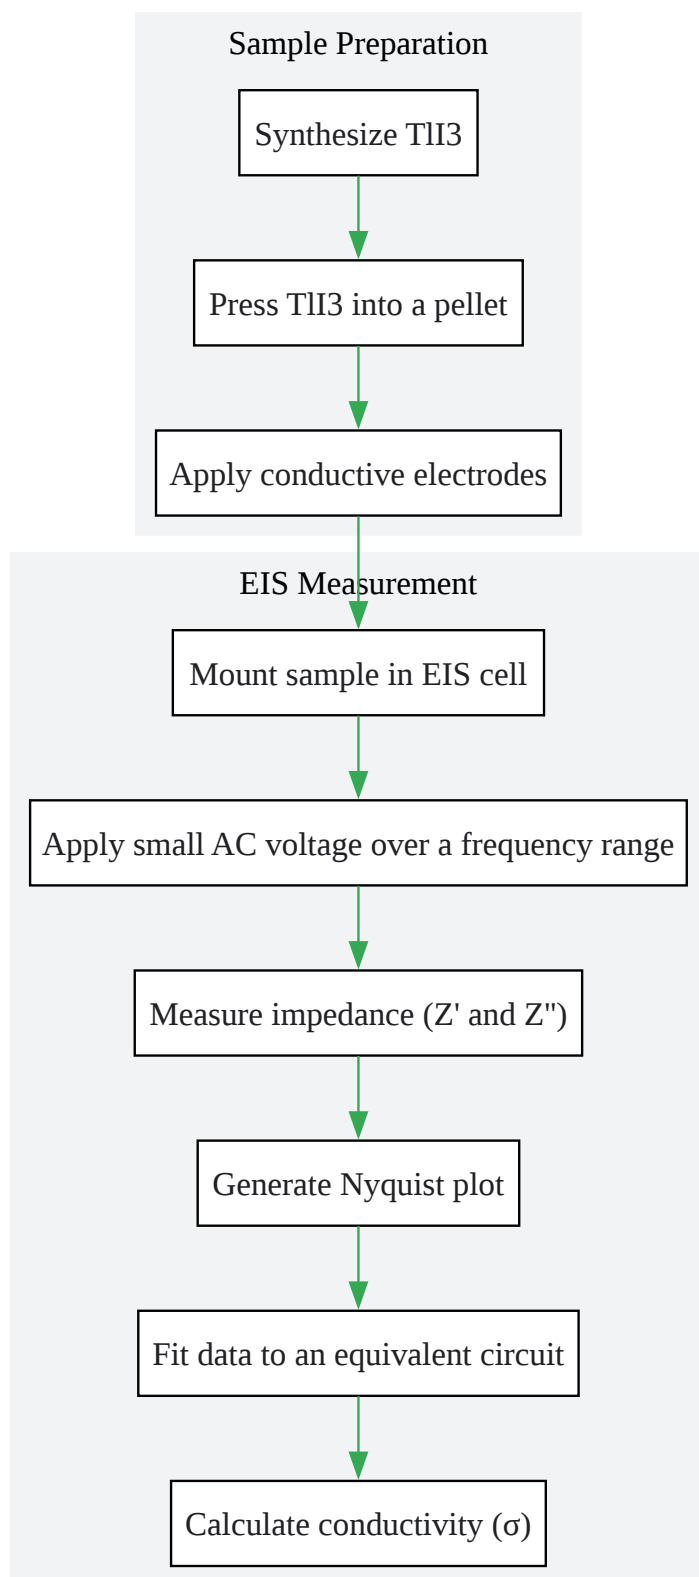 Sample Preparation
Synthesize TlI3
Press TlI3 into a pellet
Apply conductive electrodes
EIS Measurement
Mount sample in EIS cell
Apply small AC voltage over a frequency range
Measure impedance (Z' and Z'')
Generate Nyquist plot
Fit data to an equivalent circuit
Calculate conductivity (σ)